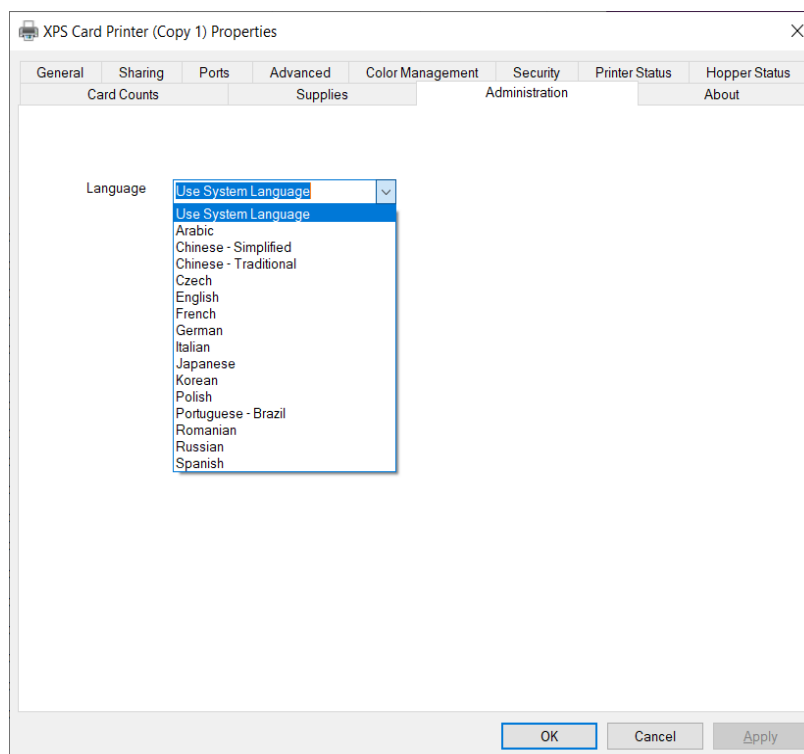 XPS Card Printer (Copy 1) Properties
General Sharing Ports Advanced Color Management Security Printer Status Hopper Status
Card Counts Supplies Administration About
Language Use System Language
Use System Language
Arabic
Chinese - Simplified
Chinese - Traditional
Czech
English
French
German
Italian
Japanese
Korean
Polish
Portuguese - Brazil
Romanian
Russian
Spanish
OK Cancel Apply